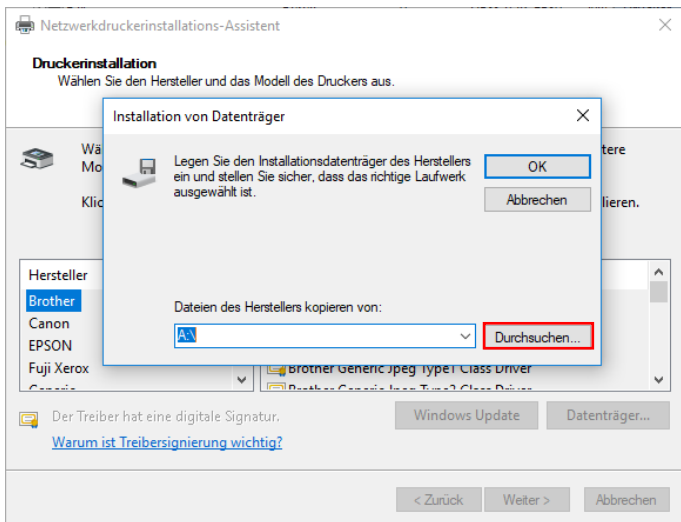 Netzwerkdruckerinstallations-Assistent
Druckerinstallation
Wählen Sie den Hersteller und das Modell des Druckers aus.
Installation von Datenträger
Legen Sie den Installationsdatenträger des Herstellers
ein und stellen Sie sicher, dass das richtige Laufwerk
ausgewählt ist.
OK
Abbrechen
Dateien des Herstellers kopieren von:
A:\
Durchsuchen...
Hersteller
Brother
Canon
EPSON
Fuji Xerox
Brother Generic Jpeg Type1 Class Driver
Der Treiber hat eine digitale Signatur.
Warum ist Treibersignierung wichtig?
Windows Update
Datenträger...
< Zurück
Weiter >
Abbrechen